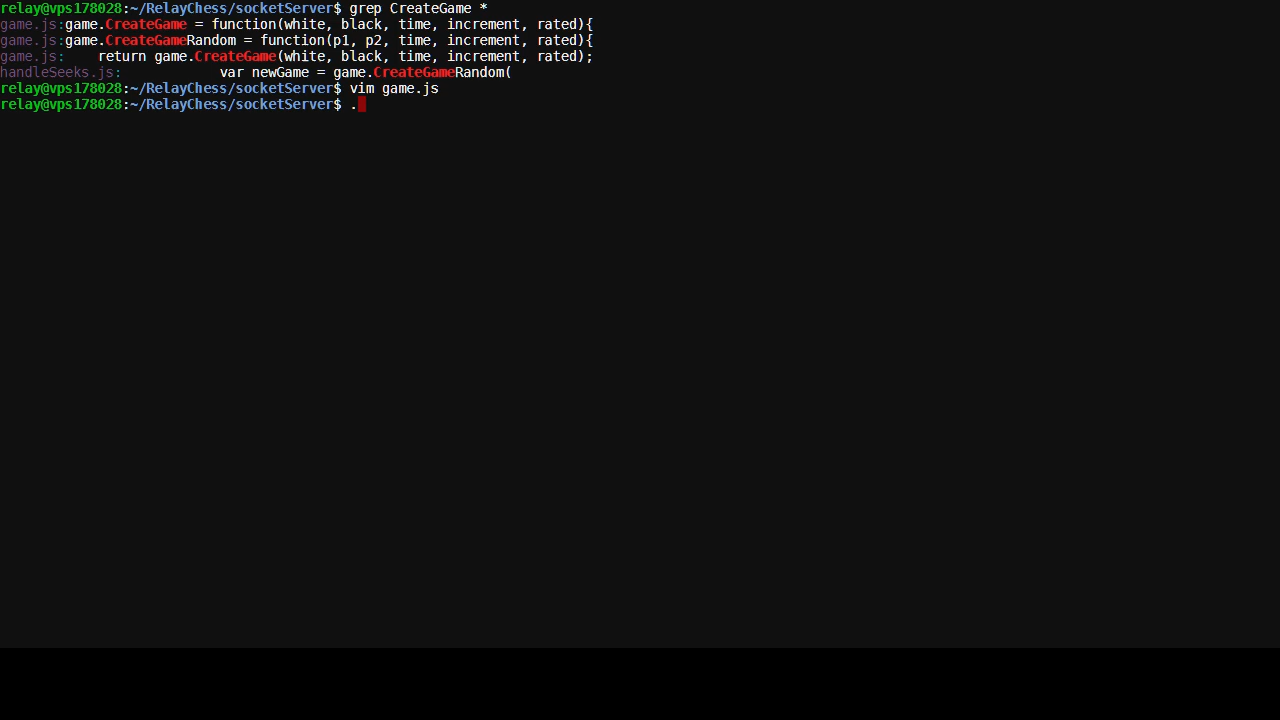 relay@vps178028:~/RelayChess/socketServer$ grep CreateGame *
game.js:game.CreateGame = function(white, black, time, increment, rated){
game.js:game.CreateGameRandom = function(p1, p2, time, increment, rated){
game.js:    return game.CreateGame(white, black, time, increment, rated);
handleSeeks.js:            var newGame = game.CreateGameRandom(
relay@vps178028:~/RelayChess/socketServer$ vim game.js
relay@vps178028:~/RelayChess/socketServer$ .